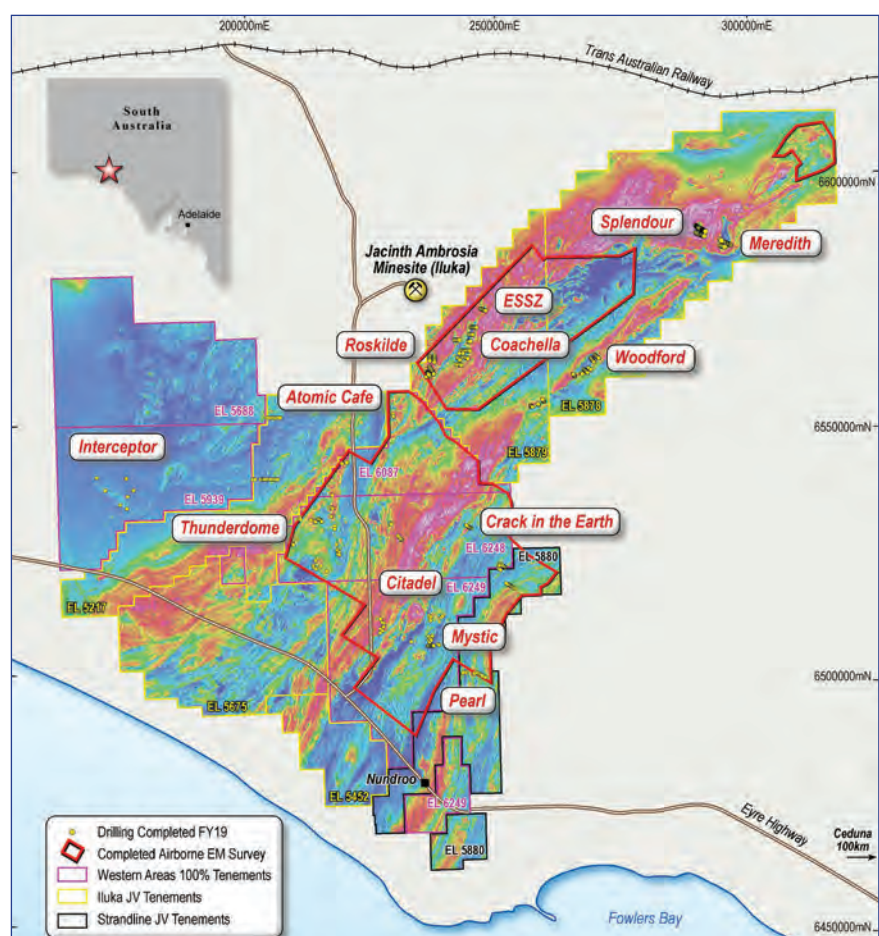 200000mE
250000mE
300000mE
Trans Australian Railway
South
Australia
Adelaide
6600000mN
Splendour
Meredith
Jacinth Ambrosia
Minesite (Iluka)
ESSZ
Roskilde
Coachella
Woodford
Atomic Cafe
EL 5688
EL 5878
6550000mN
Interceptor
EL 5879
EL 6087
EL 5939
Thunderdome
Crack in the Earth
EL 6248
EL 5880
Citadel
EL 6249
EL 5217
Mystic
6500000mN
Pearl
EL 5675
Nundroo
EL 5452
EL 6249
Eyre Highway
Drilling Completed FY19
Completed Airborne EM Survey
Western Areas 100% Tenements
Iluka JV Tenements
Strandline JV Tenements
EL 5880
Ceduna
100km
Fowlers Bay
6450000mN